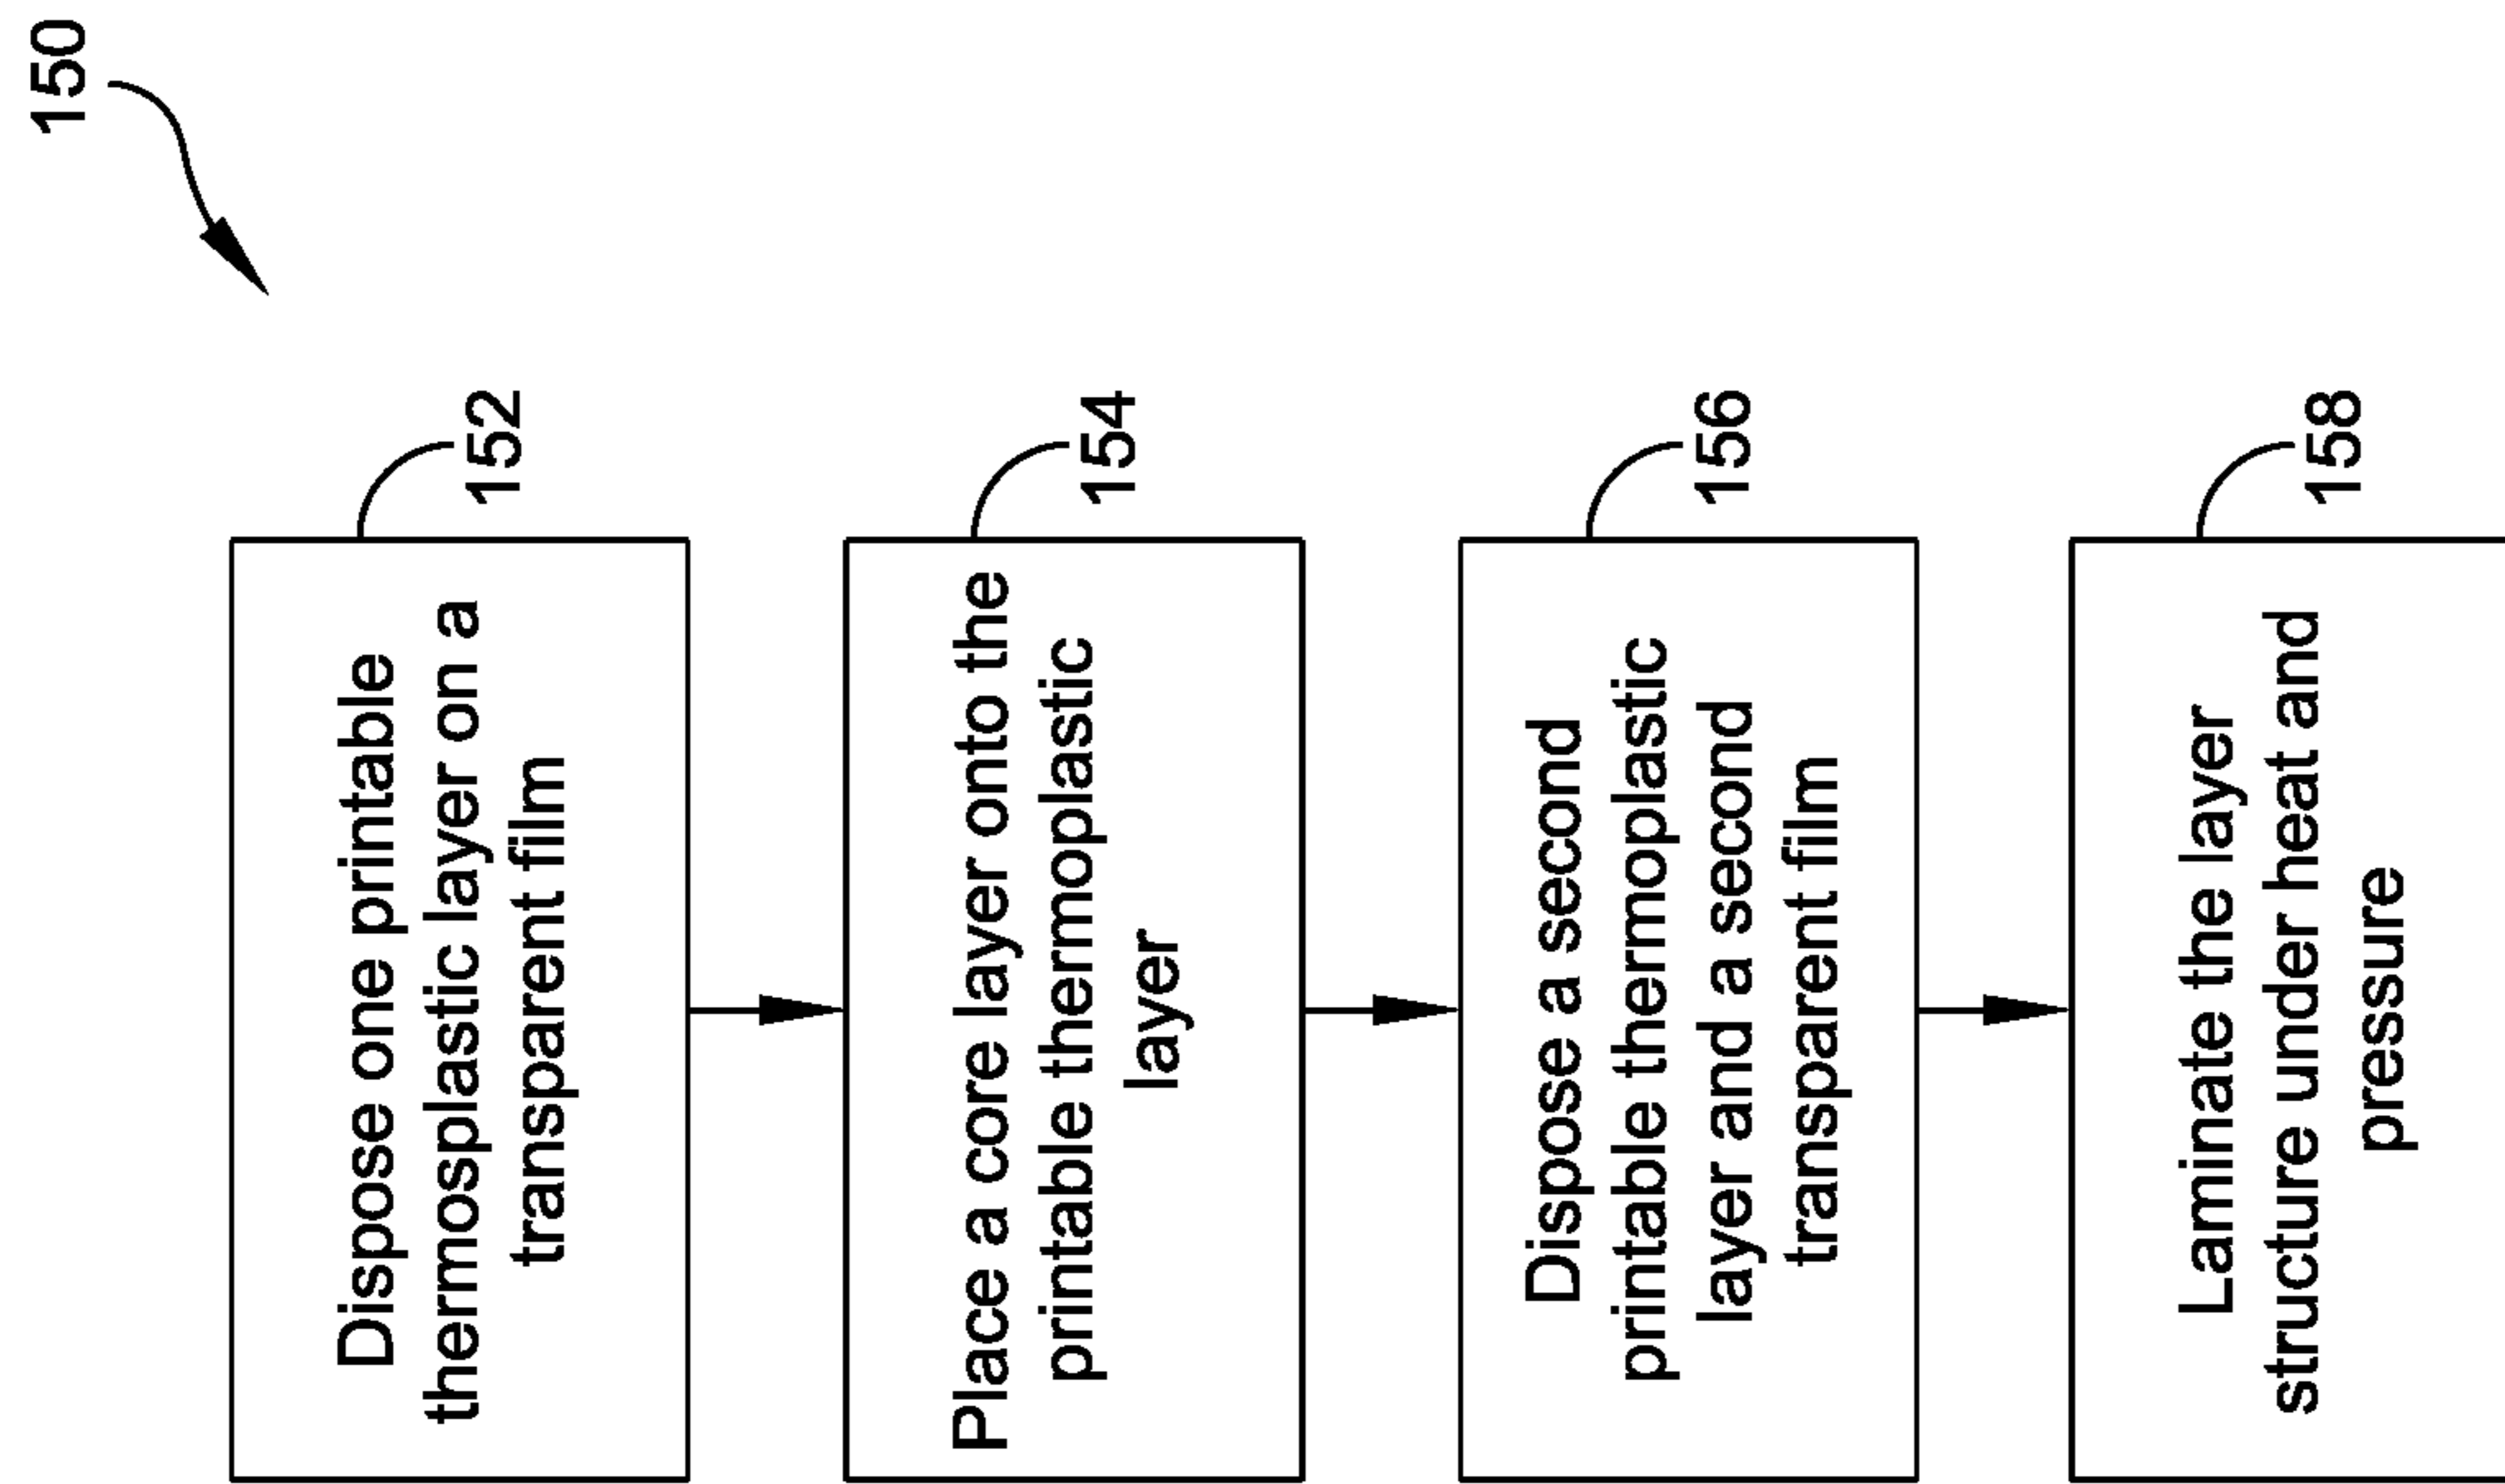 150
Dispose one printable
thermosplastic layer on a
transparent film
152
Place a core layer onto the
printable thermoplastic
layer
154
Dispose a second
printable thermoplastic
layer and a second
transparent film
156
Laminate the layer
structure under heat and
pressure
158